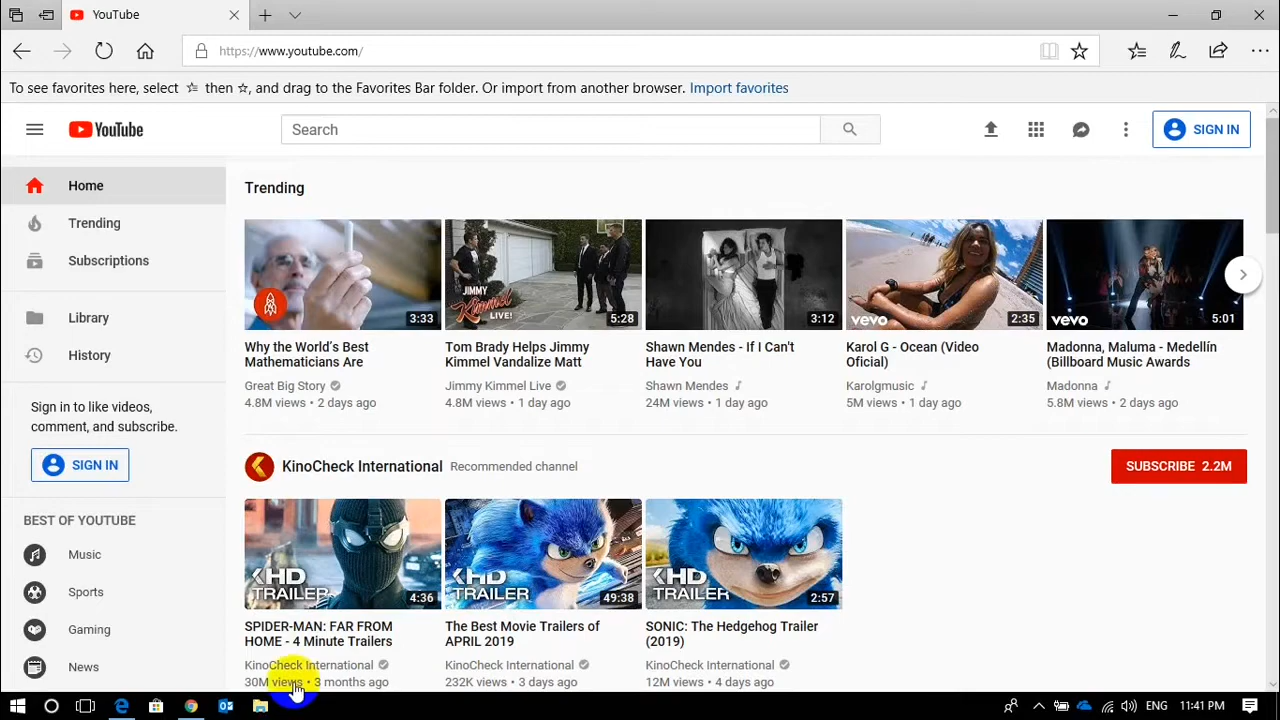 YouTube
https://www.youtube.com/
To see favorites here, select ☆ then ☆, and drag to the Favorites Bar folder. Or import from another browser. Import favorites
YouTube
Search
SIGN IN
Home
Trending
Subscriptions
Library
History
Sign in to like videos,
comment, and subscribe.
SIGN IN
BEST OF YOUTUBE
Music
Sports
Gaming
News
Trending
3:33
JIMMY
KIMMEL
LIVE!
5:28
3:12
vevo
2:35
vevo
5:01
Why the World's Best
Mathematicians Are
Great Big Story
4.8M views • 2 days ago
Tom Brady Helps Jimmy
Kimmel Vandalize Matt
Jimmy Kimmel Live
4.8M views • 1 day ago
Shawn Mendes - If I Can't
Have You
Shawn Mendes
24M views • 1 day ago
Karol G - Ocean (Video
Oficial)
Karolgmusic
5M views • 1 day ago
Madonna, Maluma - Medellín
(Billboard Music Awards
Madonna
5.8M views • 2 days ago
KinoCheck International Recommended channel
SUBSCRIBE 2.2M
HD
TRAILER
4:36
HD
TRAILER
49:38
HD
TRAILER
2:57
SPIDER-MAN: FAR FROM
HOME - 4 Minute Trailers
KinoCheck International
30M views • 3 months ago
The Best Movie Trailers of
APRIL 2019
KinoCheck International
232K views • 3 days ago
SONIC: The Hedgehog Trailer
(2019)
KinoCheck International
12M views • 4 days ago
ENG 11:41 PM